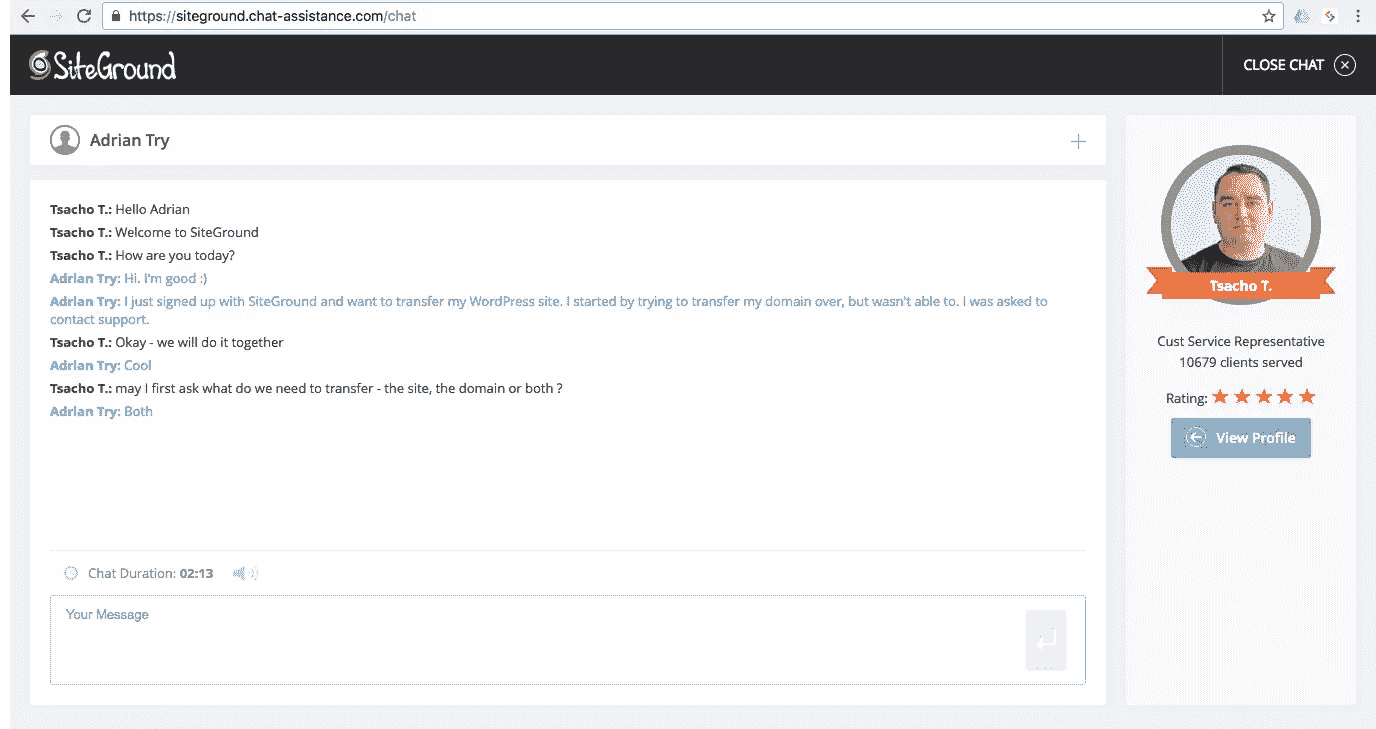 https://siteground.chat-assistance.com/chat
SiteGround
CLOSE CHAT
Adrian Try
Tsacho T.: Hello Adrian
Tsacho T.: Welcome to SiteGround
Tsacho T.: How are you today?
Adrian Try: Hi. I'm good :)
Adrian Try: I just signed up with SiteGround and want to transfer my WordPress site. I started by trying to transfer my domain over, but wasn't able to. I was asked to
contact support.
Tsacho T.: Okay - we will do it together
Adrian Try: Cool
Tsacho T.: may I first ask what do we need to transfer - the site, the domain or both ?
Adrian Try: Both
Chat Duration: 02:13
Your Message
Tsacho T.
Cust Service Representative
10679 clients served
Rating:
View Profile